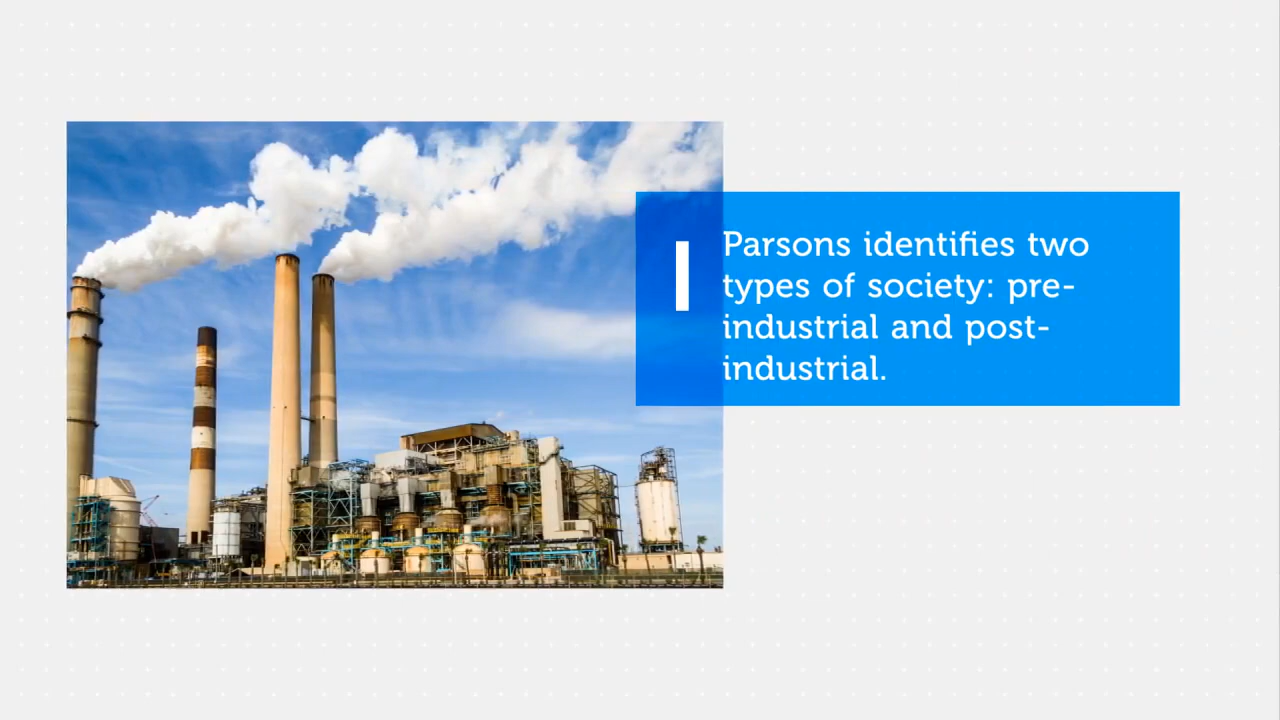 Parsons identifies two
types of society: pre-
industrial and post-
industrial.